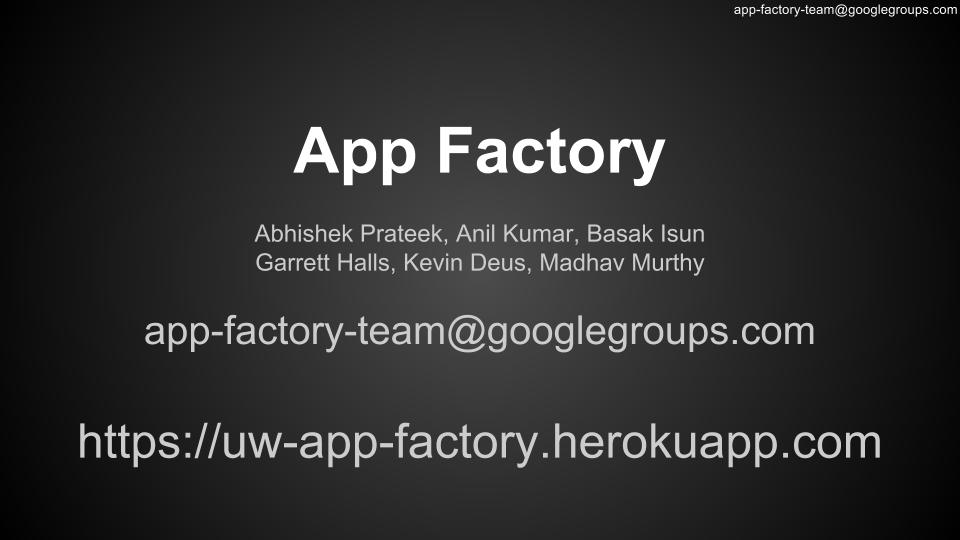 app-factory-team@googlegroups.com
App Factory
Abhishek Prateek, Anil Kumar, Basak Isun
Garrett Halls, Kevin Deus, Madhav Murthy
app-factory-team@googlegroups.com
https://uw-app-factory.herokuapp.com